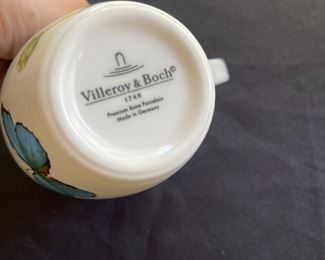 Villeroy & Boch©
1748
Premium Bone Porcelain
Made in Germany